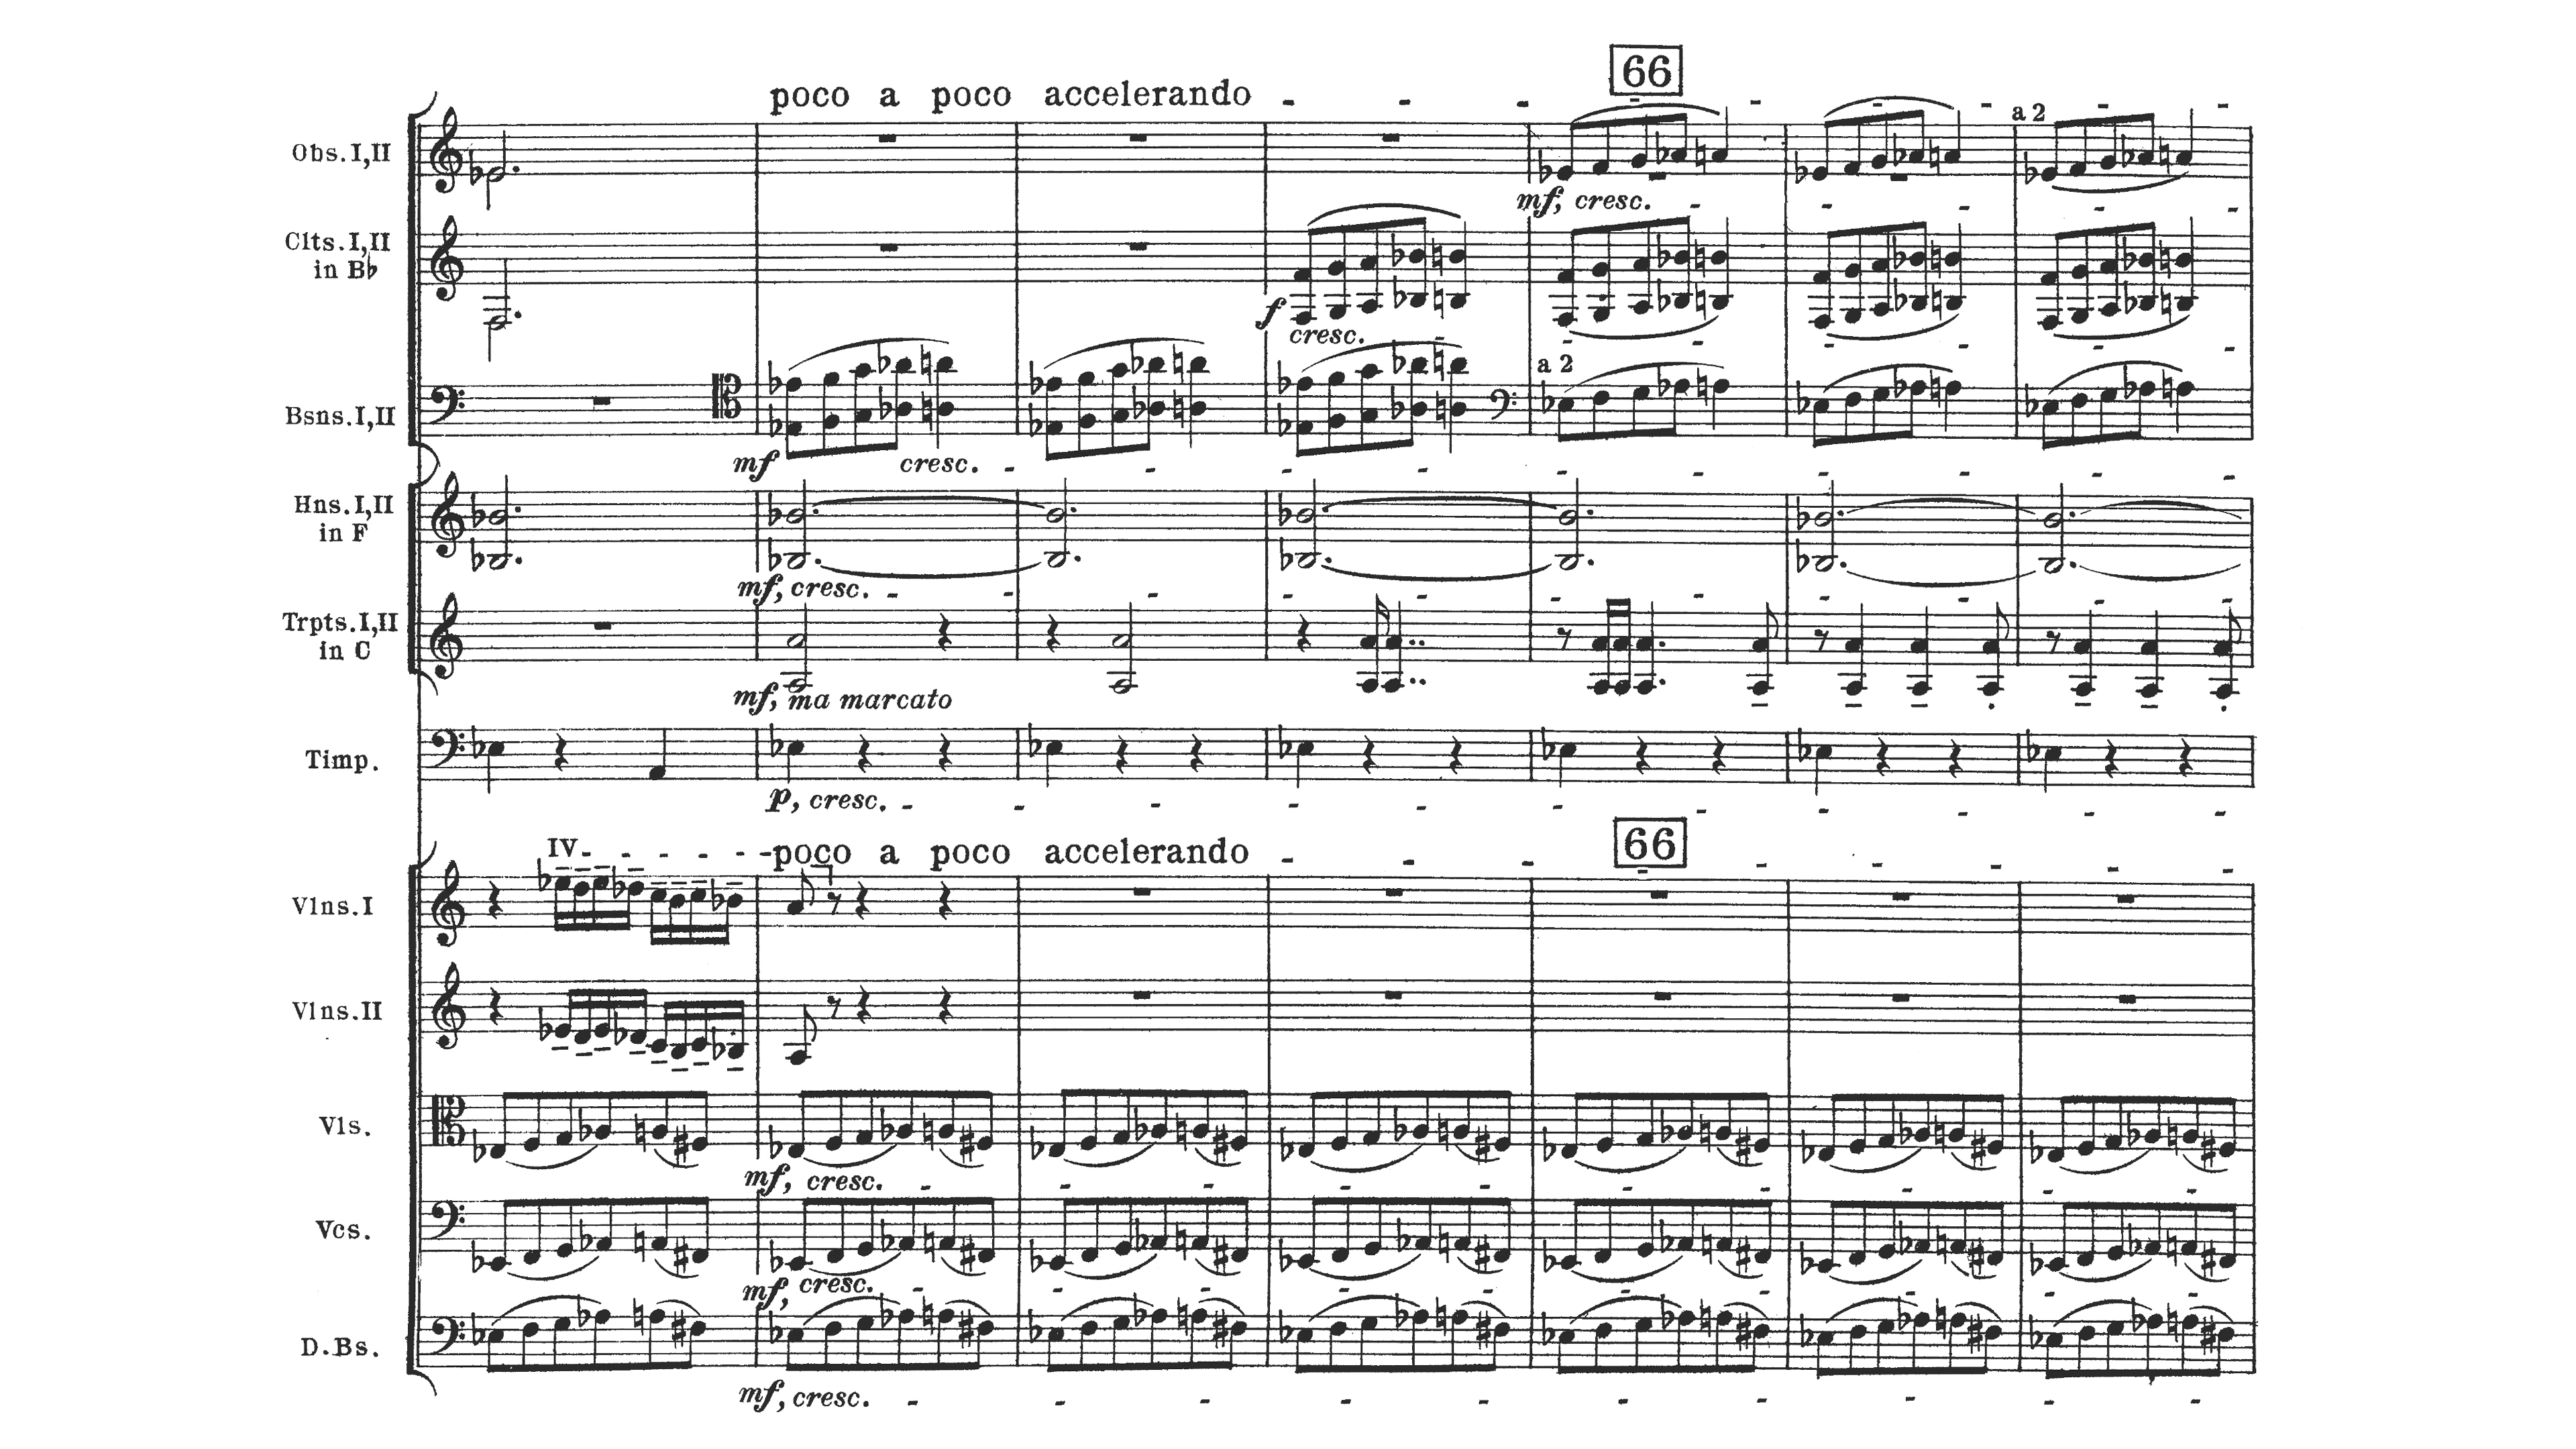 66
poco a poco accelerando
Obs. I, II
a 2
mf, cresc.
Clts. I, II
in B♭
f
cresc.
Bsns. I, II
a 2
mf
cresc.
Hns. I, II
in F
mf, cresc.
Trpts. I, II
in C
mf, ma marcato
Timp.
p, cresc.
66
IV
poco a poco accelerando
Vlns. I
Vlns. II
Vls.
mf, cresc.
Vcs.
mf, cresc.
D. Bs.
mf, cresc.